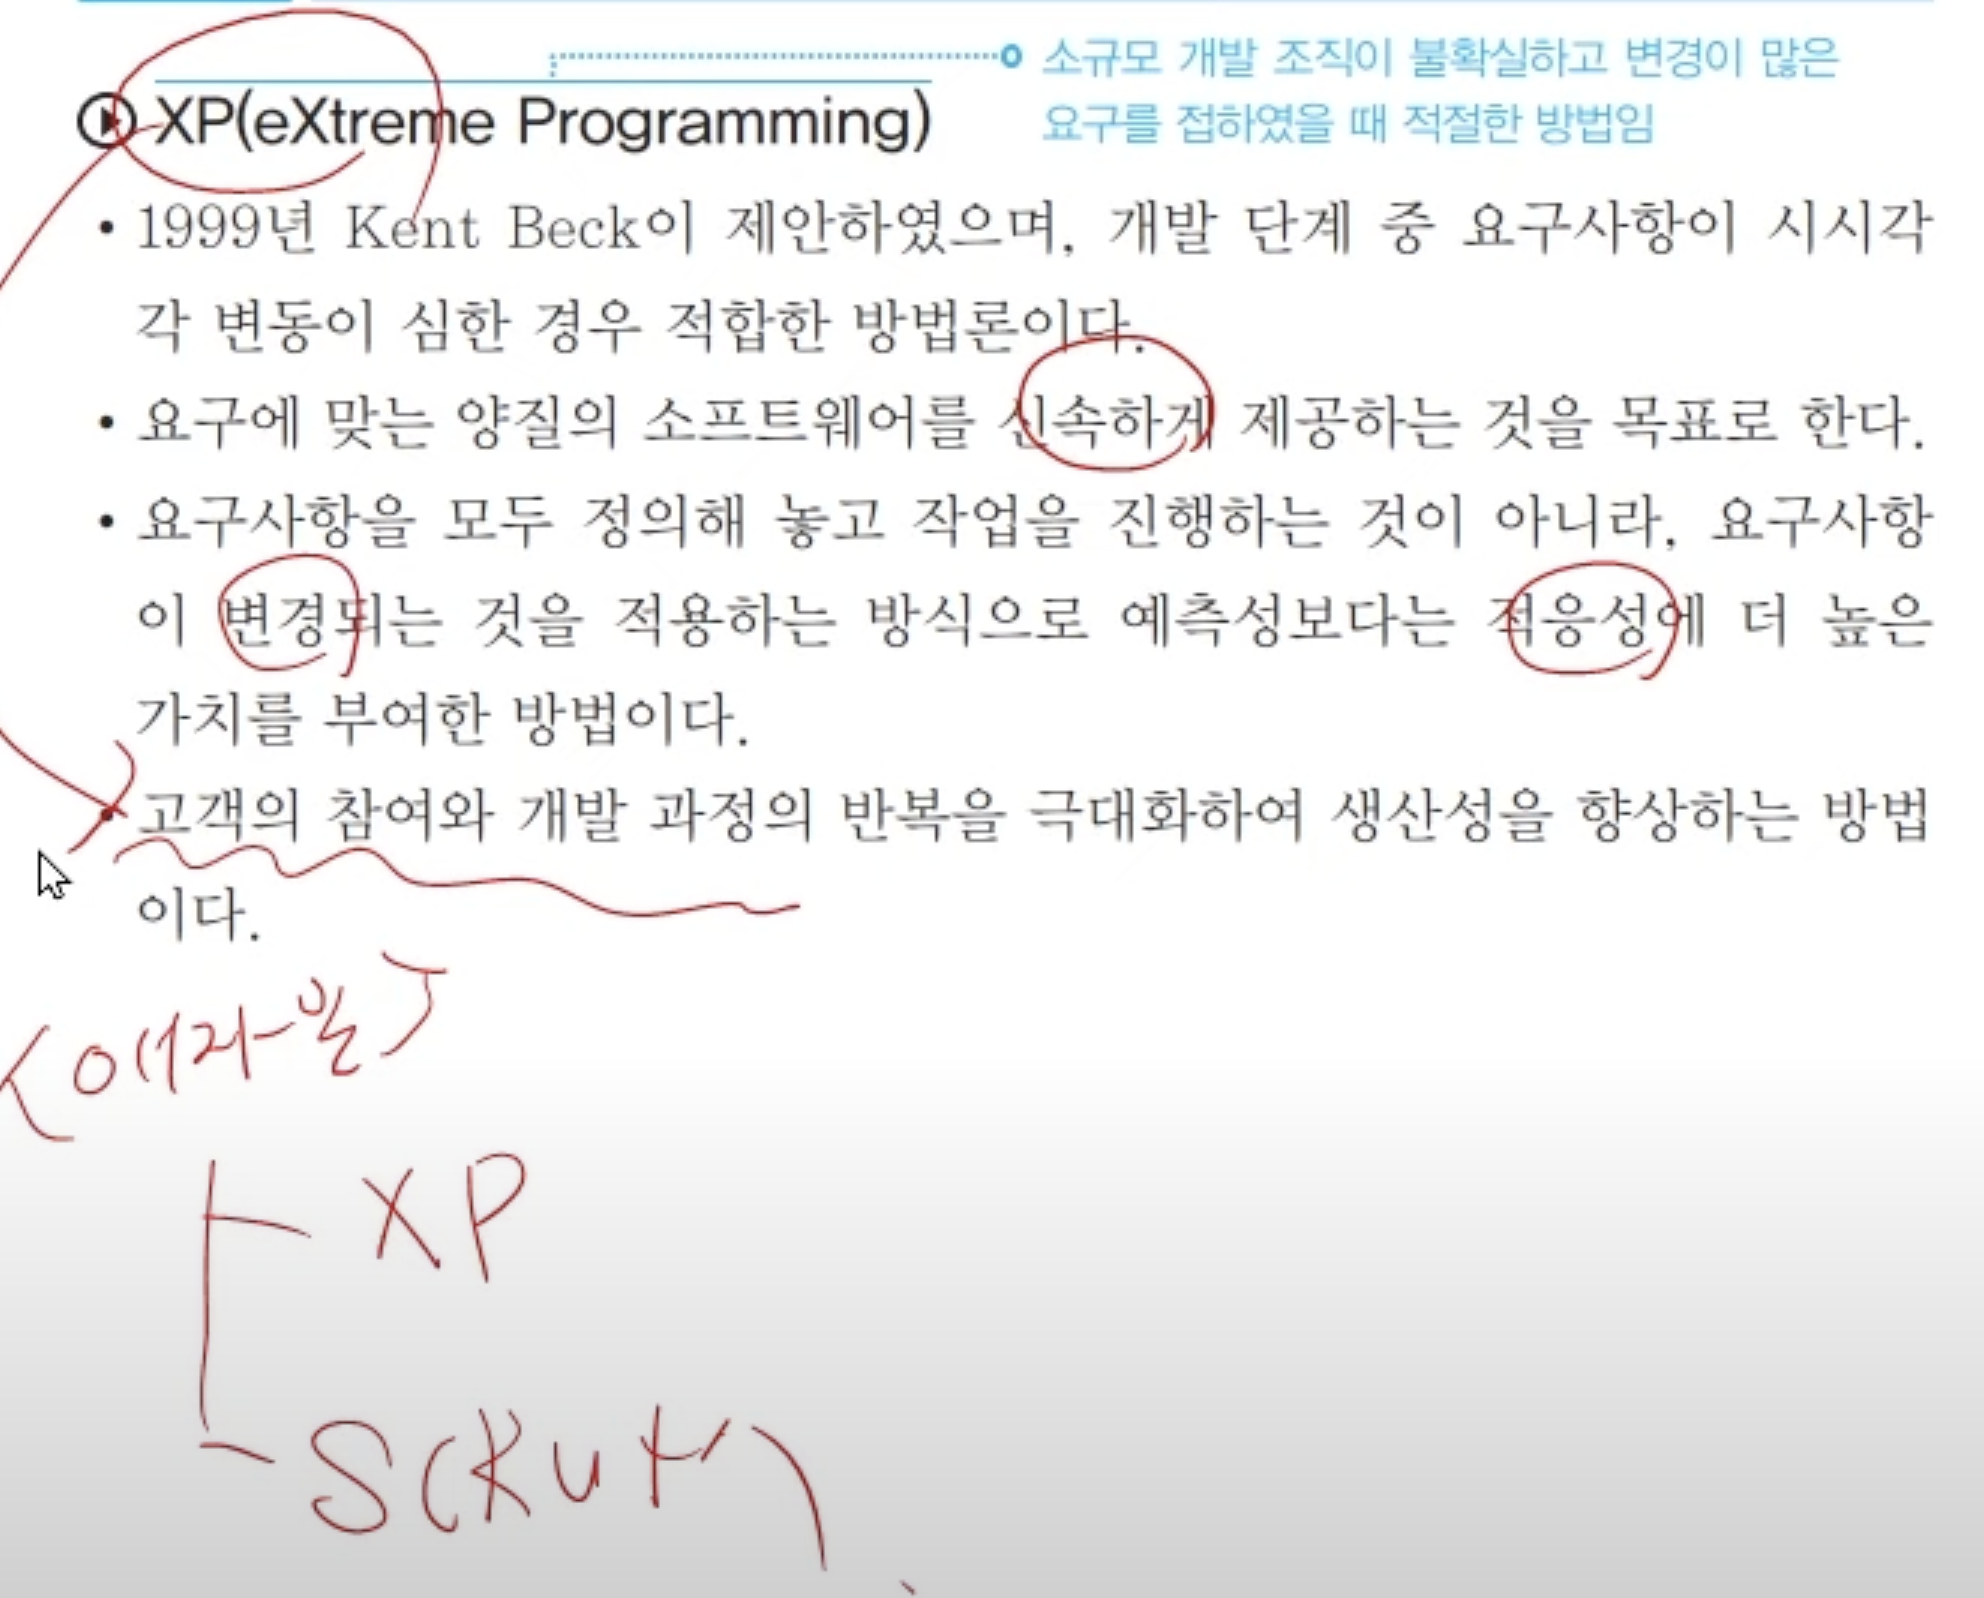 소규모 개발 조직이 불확실하고 변경이 많은
요구를 접하였을 때 적절한 방법임
XP(eXtreme Programming)
• 1999년 Kent Beck이 제안하였으며, 개발 단계 중 요구사항이 시시각
각 변동이 심한 경우 적합한 방법론이다.
• 요구에 맞는 양질의 소프트웨어를 신속하게 제공하는 것을 목표로 한다.
• 요구사항을 모두 정의해 놓고 작업을 진행하는 것이 아니라, 요구사항
이 변경되는 것을 적용하는 방식으로 예측성보다는 적응성에 더 높은
가치를 부여한 방법이다.
• 고객의 참여와 개발 과정의 반복을 극대화하여 생산성을 향상하는 방법
이다.
<애자일>
XP
SCRUM